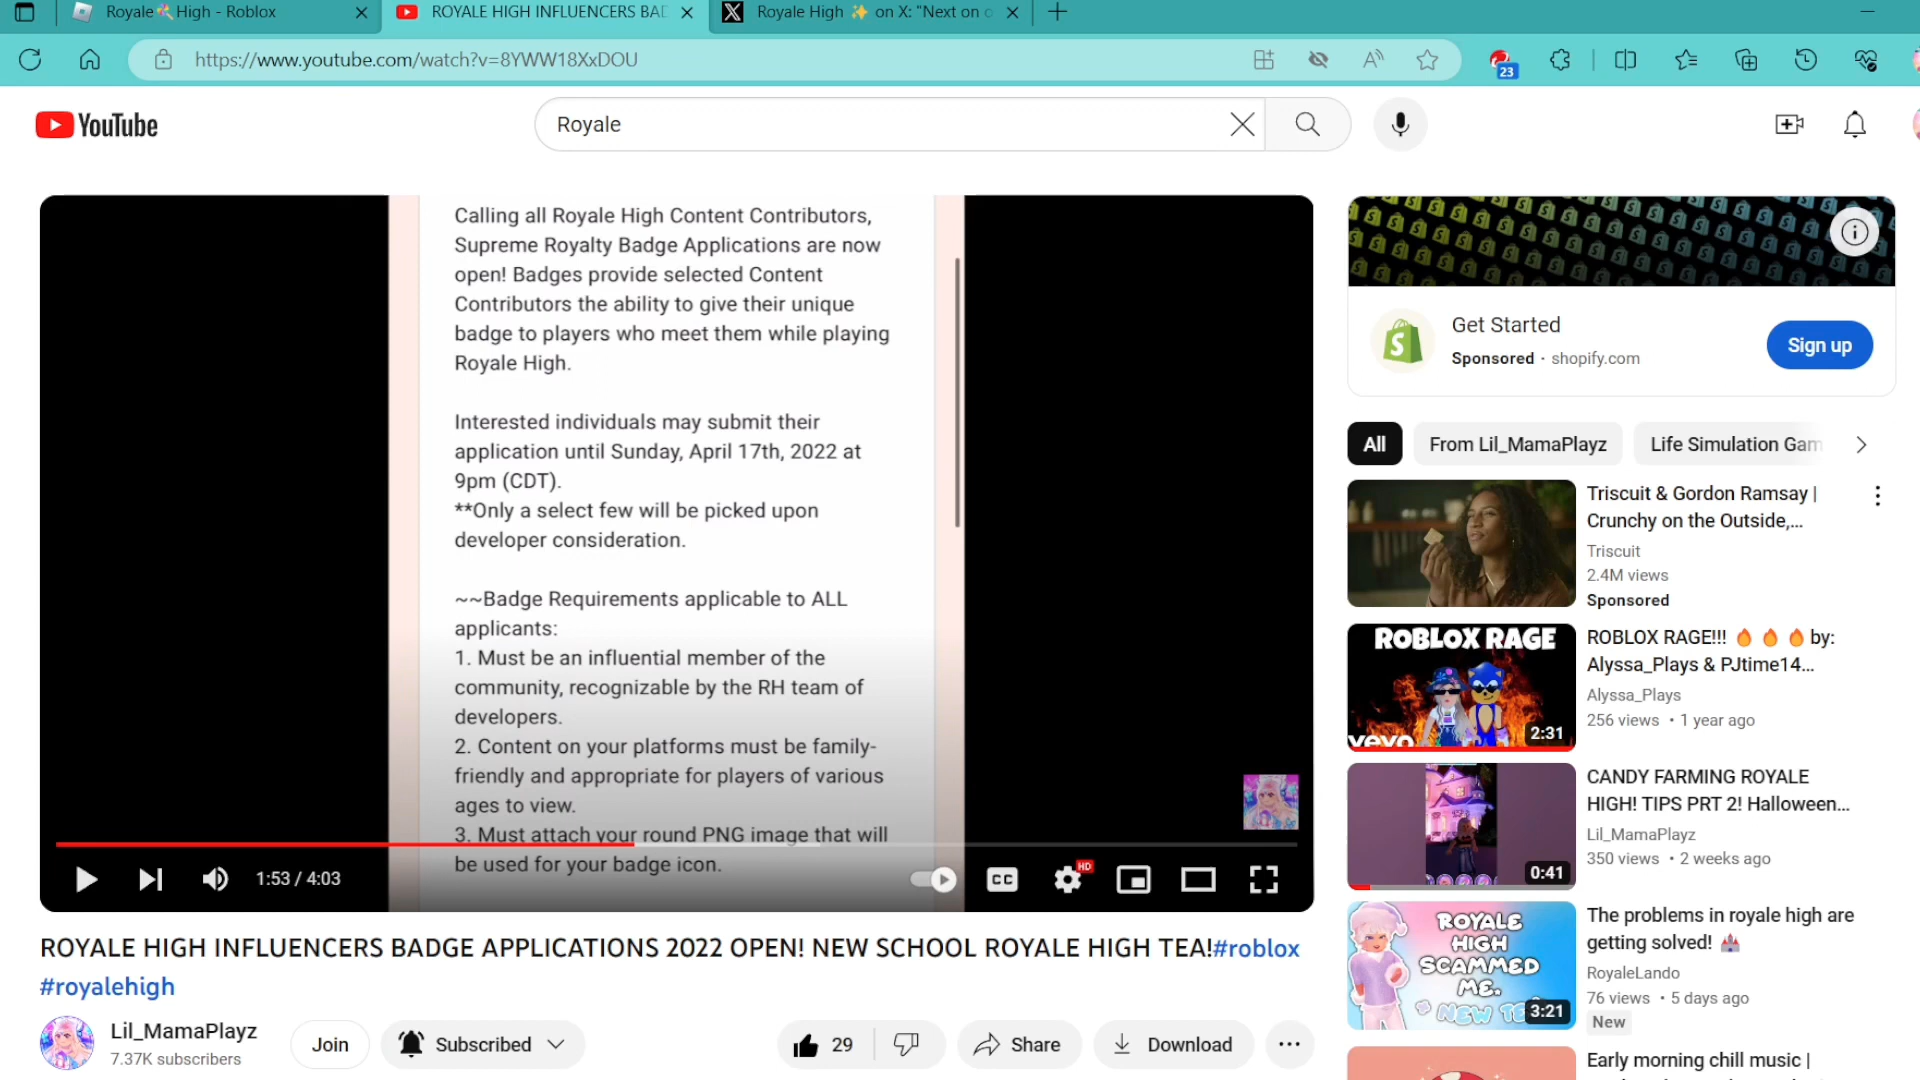 Royale High - Roblox
ROYALE HIGH INFLUENCERS BAD
Royale High ✨ on X: "Next on o
https://www.youtube.com/watch?v=8YWW18XxDOU
23
YouTube
Royale
Calling all Royale High Content Contributors,
Supreme Royalty Badge Applications are now
open! Badges provide selected Content
Contributors the ability to give their unique
badge to players who meet them while playing
Royale High.
Interested individuals may submit their
application until Sunday, April 17th, 2022 at
9pm (CDT).
**Only a select few will be picked upon
developer consideration.
~~Badge Requirements applicable to ALL
applicants:
1. Must be an influential member of the
community, recognizable by the RH team of
developers.
2. Content on your platforms must be family-
friendly and appropriate for players of various
ages to view.
3. Must attach your round PNG image that will
be used for your badge icon.
1:53 / 4:03
CC
HD
ROYALE HIGH INFLUENCERS BADGE APPLICATIONS 2022 OPEN! NEW SCHOOL ROYALE HIGH TEA!#roblox
#royalehigh
Lil_MamaPlayz
7.37K subscribers
Join
Subscribed
29
Share
Download
Get Started
Sponsored · shopify.com
Sign up
All
From Lil_MamaPlayz
Life Simulation Gam
Triscuit & Gordon Ramsay |
Crunchy on the Outside,...
Triscuit
2.4M views
Sponsored
ROBLOX RAGE
vevo
2:31
ROBLOX RAGE!!! 🔥 🔥 🔥 by:
Alyssa_Plays & PJtime14...
Alyssa_Plays
256 views • 1 year ago
0:41
CANDY FARMING ROYALE
HIGH! TIPS PRT 2! Halloween...
Lil_MamaPlayz
350 views • 2 weeks ago
ROYALE
HIGH
SCAMMED
ME.
NEW TE
3:21
The problems in royale high are
getting solved! 🏰
RoyaleLando
76 views • 5 days ago
New
Early morning chill music |